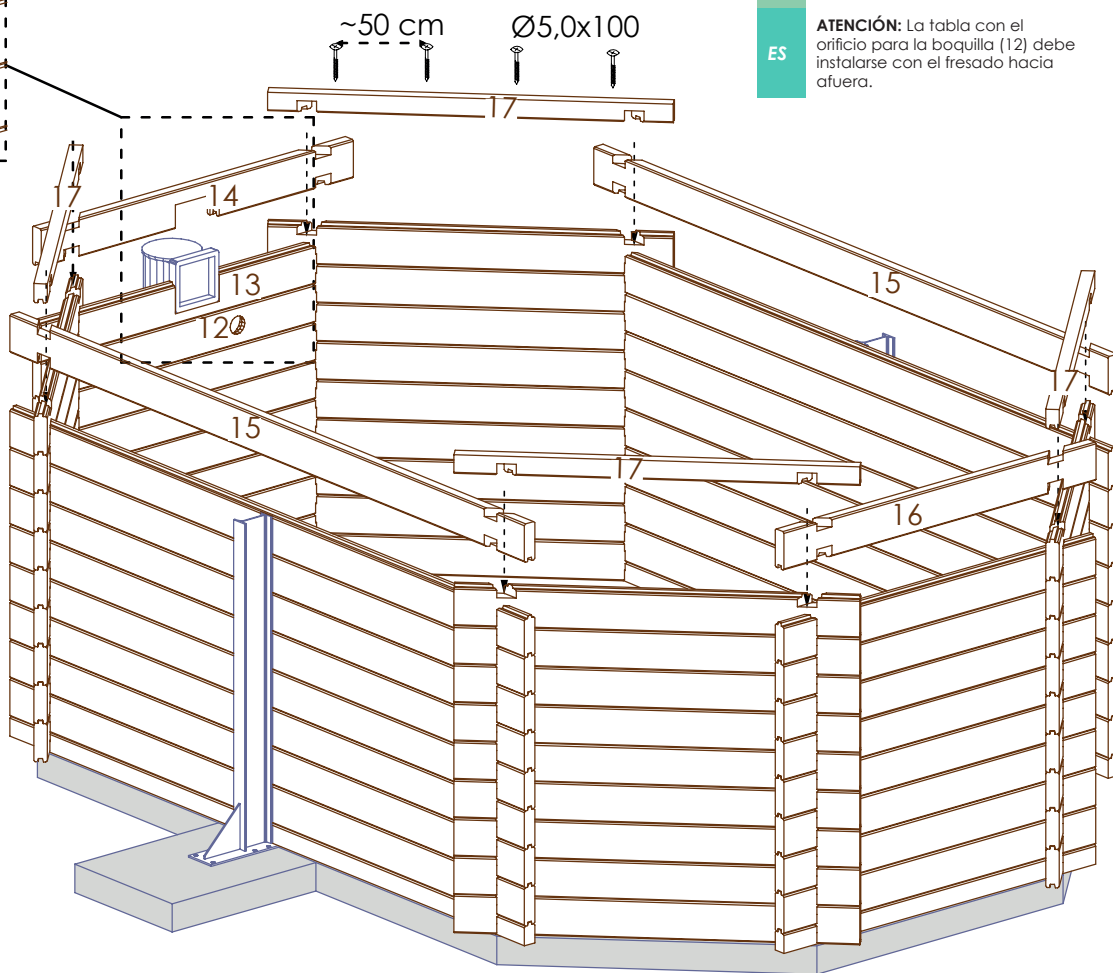 ~50 cm
Ø5,0x100
ES
ATENCIÓN: La tabla con el
orificio para la boquilla (12) debe
instalarse con el fresado hacia
afuera.
17
17
14
15
13
12
17
15
17
16